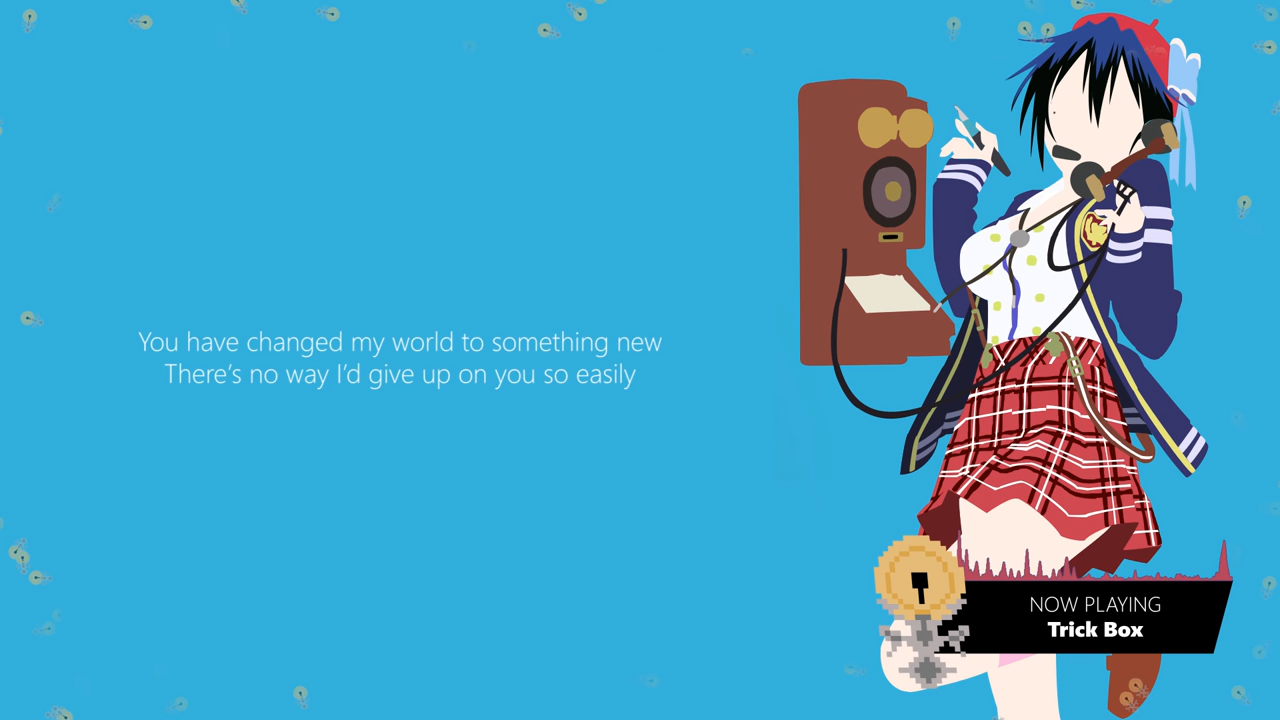 You have changed my world to something new
There's no way I'd give up on you so easily
NOW PLAYING
Trick Box